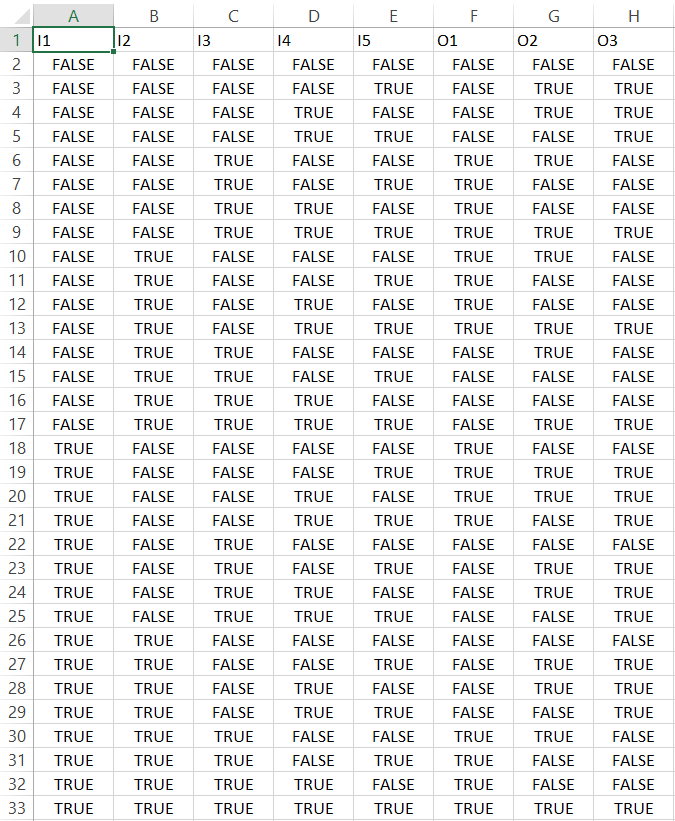 A B C D E F G H
1 I1 I2 I3 I4 I5 O1 O2 O3
2 FALSE FALSE FALSE FALSE FALSE FALSE FALSE FALSE
3 FALSE FALSE FALSE FALSE TRUE FALSE TRUE TRUE
4 FALSE FALSE FALSE TRUE FALSE FALSE TRUE TRUE
5 FALSE FALSE FALSE TRUE TRUE FALSE FALSE TRUE
6 FALSE FALSE TRUE FALSE FALSE TRUE TRUE FALSE
7 FALSE FALSE TRUE FALSE TRUE TRUE FALSE FALSE
8 FALSE FALSE TRUE TRUE FALSE TRUE FALSE FALSE
9 FALSE FALSE TRUE TRUE TRUE TRUE TRUE TRUE
10 FALSE TRUE FALSE FALSE FALSE TRUE TRUE FALSE
11 FALSE TRUE FALSE FALSE TRUE TRUE FALSE FALSE
12 FALSE TRUE FALSE TRUE FALSE TRUE FALSE FALSE
13 FALSE TRUE FALSE TRUE TRUE TRUE TRUE TRUE
14 FALSE TRUE TRUE FALSE FALSE FALSE TRUE FALSE
15 FALSE TRUE TRUE FALSE TRUE FALSE FALSE FALSE
16 FALSE TRUE TRUE TRUE FALSE FALSE FALSE FALSE
17 FALSE TRUE TRUE TRUE TRUE FALSE TRUE TRUE
18 TRUE FALSE FALSE FALSE FALSE TRUE FALSE FALSE
19 TRUE FALSE FALSE FALSE TRUE TRUE TRUE TRUE
20 TRUE FALSE FALSE TRUE FALSE TRUE TRUE TRUE
21 TRUE FALSE FALSE TRUE TRUE TRUE FALSE TRUE
22 TRUE FALSE TRUE FALSE FALSE FALSE FALSE FALSE
23 TRUE FALSE TRUE FALSE TRUE FALSE TRUE TRUE
24 TRUE FALSE TRUE TRUE FALSE FALSE TRUE TRUE
25 TRUE FALSE TRUE TRUE TRUE FALSE FALSE TRUE
26 TRUE TRUE FALSE FALSE FALSE FALSE FALSE FALSE
27 TRUE TRUE FALSE FALSE TRUE FALSE TRUE TRUE
28 TRUE TRUE FALSE TRUE FALSE FALSE TRUE TRUE
29 TRUE TRUE FALSE TRUE TRUE FALSE FALSE TRUE
30 TRUE TRUE TRUE FALSE FALSE TRUE TRUE FALSE
31 TRUE TRUE TRUE FALSE TRUE TRUE FALSE FALSE
32 TRUE TRUE TRUE TRUE FALSE TRUE FALSE FALSE
33 TRUE TRUE TRUE TRUE TRUE TRUE TRUE TRUE